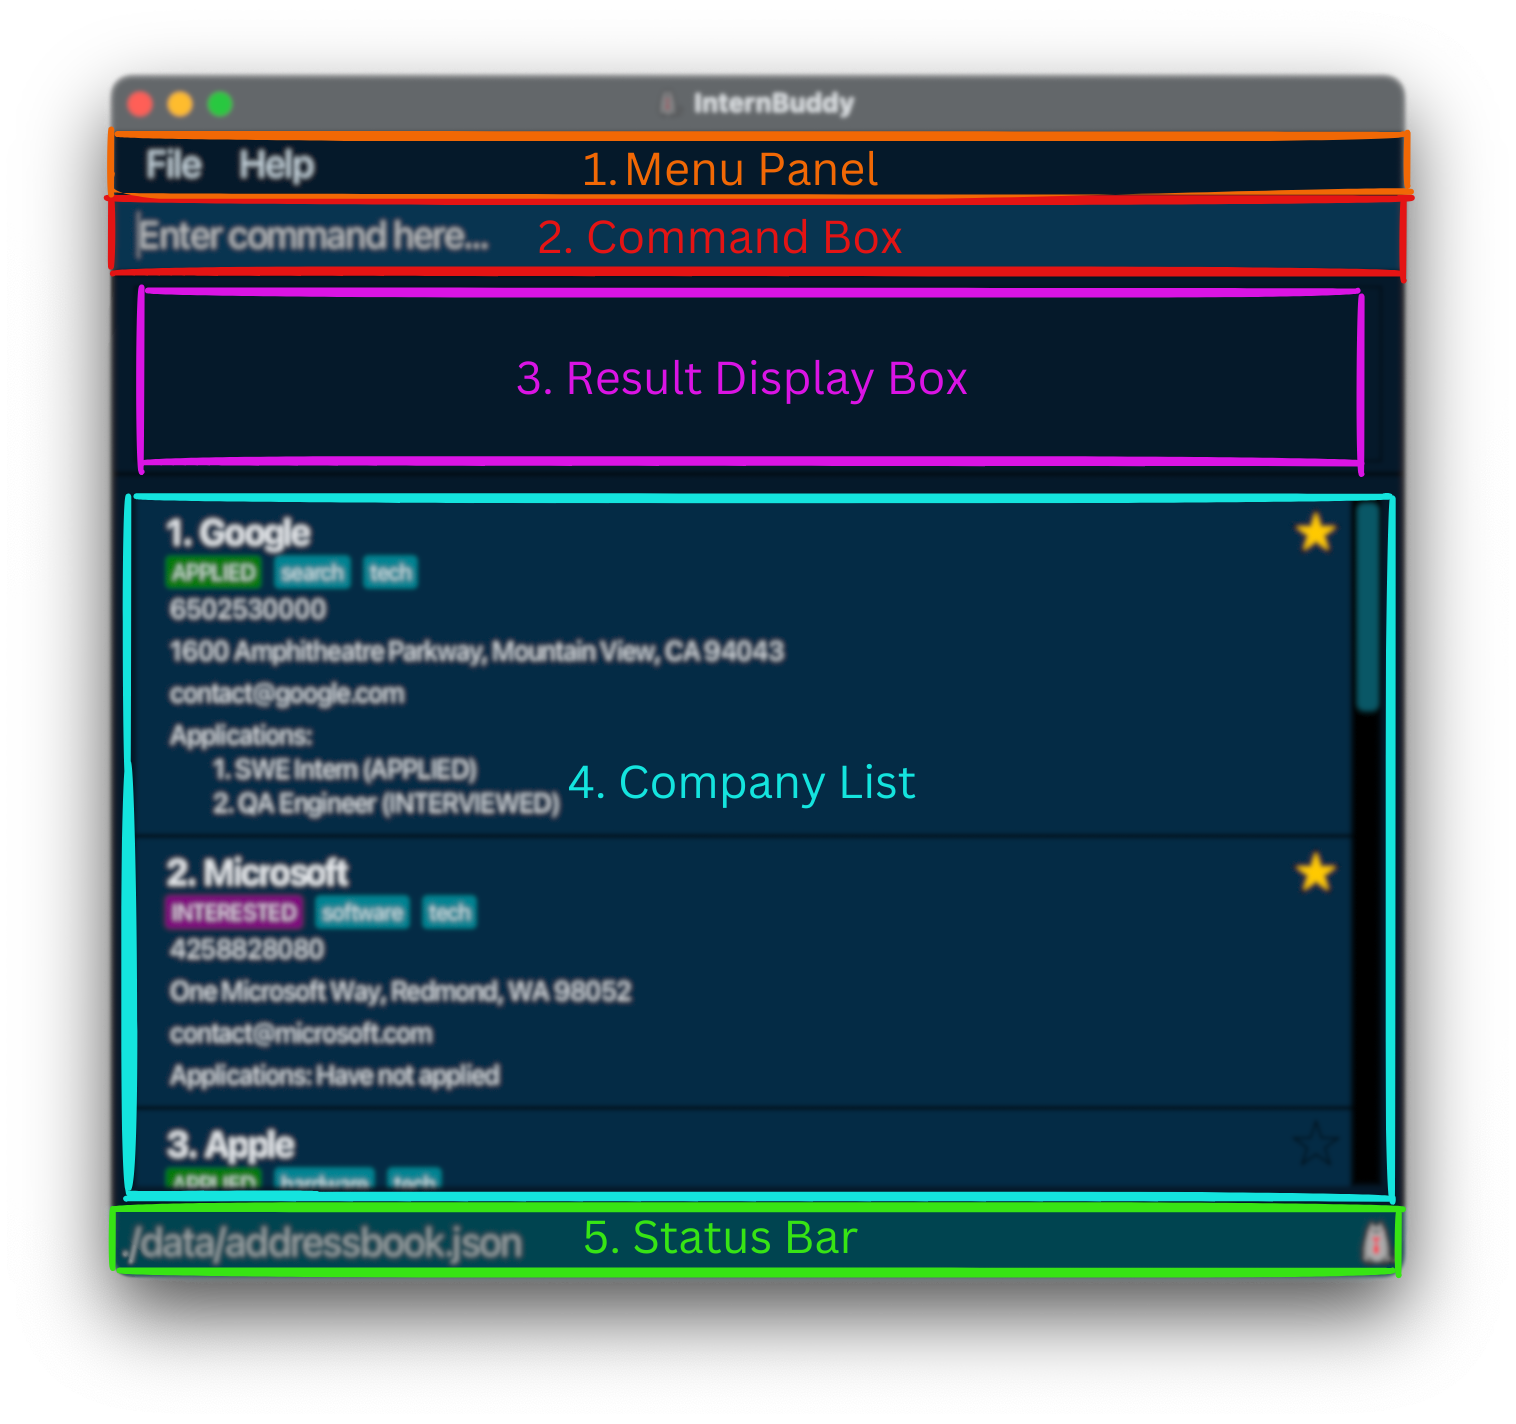 InternBuddy
File Help
1. Menu Panel
Enter command here...
2. Command Box
3. Result Display Box
1. Google
APPLIED search tech
6502530000
1600 Amphitheatre Parkway, Mountain View, CA 94043
contact@google.com
Applications:
1. SWE Intern (APPLIED)
2. QA Engineer (INTERVIEWED)
4. Company List
2. Microsoft
INTERESTED software tech
4258828080
One Microsoft Way, Redmond, WA 98052
contact@microsoft.com
Applications: Have not applied
3. Apple
APPLIED hardware tech
./data/addressbook.json
5. Status Bar